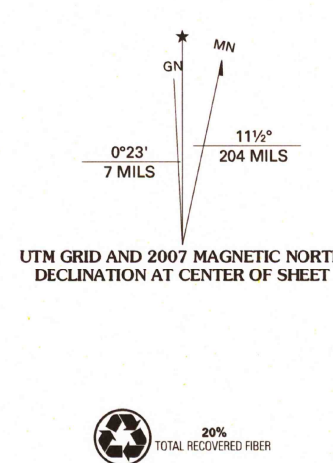 MN
GN
0°23'
7 MILS
11½°
204 MILS
UTM GRID AND 2007 MAGNETIC NORT
DECLINATION AT CENTER OF SHEET
20%
TOTAL RECOVERED FIBER